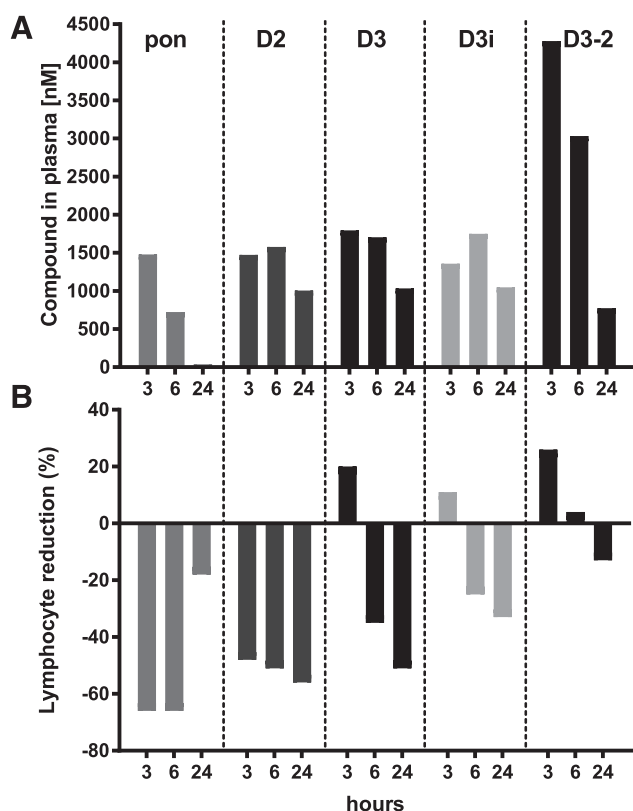 A
pon D2 D3 D3i D3-2
Compound in plasma [nM]
4500
4000
3500
3000
2500
2000
1500
1000
500
0
3 6 24 3 6 24 3 6 24 3 6 24 3 6 24
B
Lymphocyte reduction (%)
40
20
0
-20
-40
-60
-80
3 6 24 3 6 24 3 6 24 3 6 24 3 6 24
hours